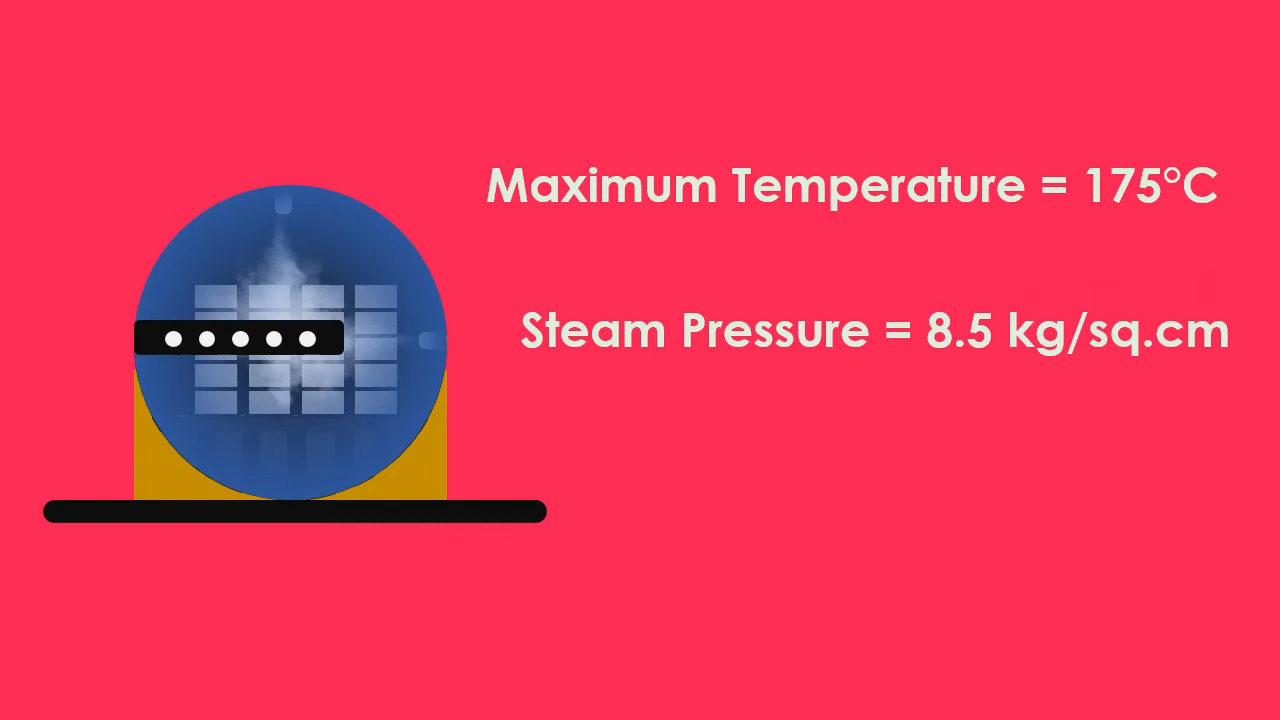 Maximum Temperature = 175°C
Steam Pressure = 8.5 kg/sq.cm